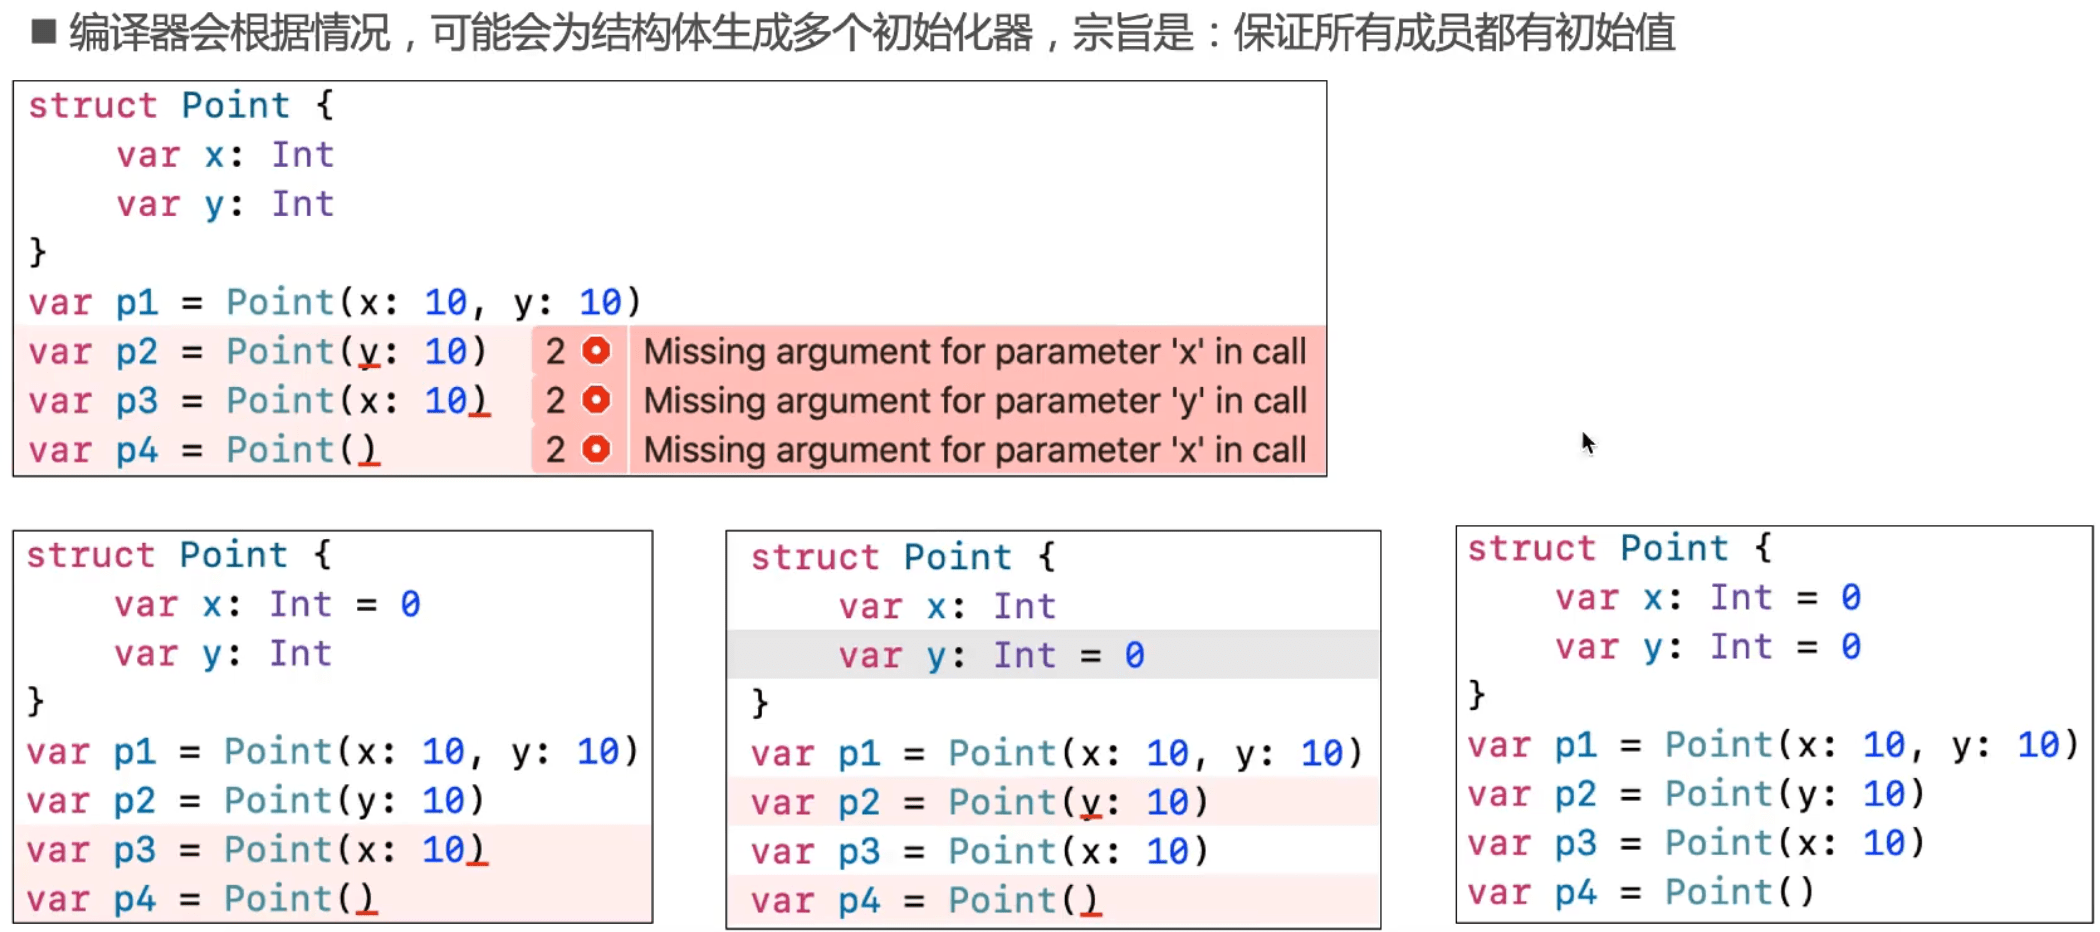 ■ 编译器会根据情况，可能会为结构体生成多个初始化器，宗旨是：保证所有成员都有初始值
struct Point {
    var x: Int
    var y: Int
}
var p1 = Point(x: 10, y: 10)
var p2 = Point(y: 10) 2 Missing argument for parameter 'x' in call
var p3 = Point(x: 10) 2 Missing argument for parameter 'y' in call
var p4 = Point() 2 Missing argument for parameter 'x' in call
struct Point {
    var x: Int = 0
    var y: Int
}
var p1 = Point(x: 10, y: 10)
var p2 = Point(y: 10)
var p3 = Point(x: 10)
var p4 = Point()
struct Point {
    var x: Int
    var y: Int = 0
}
var p1 = Point(x: 10, y: 10)
var p2 = Point(y: 10)
var p3 = Point(x: 10)
var p4 = Point()
struct Point {
    var x: Int = 0
    var y: Int = 0
}
var p1 = Point(x: 10, y: 10)
var p2 = Point(y: 10)
var p3 = Point(x: 10)
var p4 = Point()